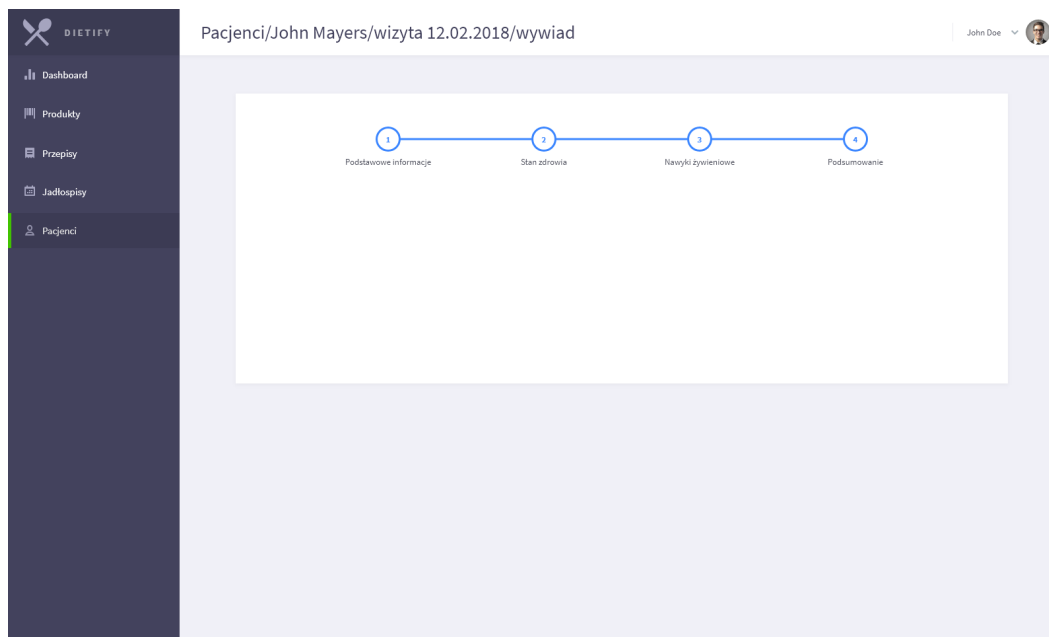 DIETIFY
Pacjenci/John Mayers/wizyta 12.02.2018/wywiad
John Doe
Dashboard
Produkty
Przepisy
Jadłospisy
Pacjenci
1
2
3
4
Podstawowe informacje
Stan zdrowia
Nawyki żywieniowe
Podsumowanie